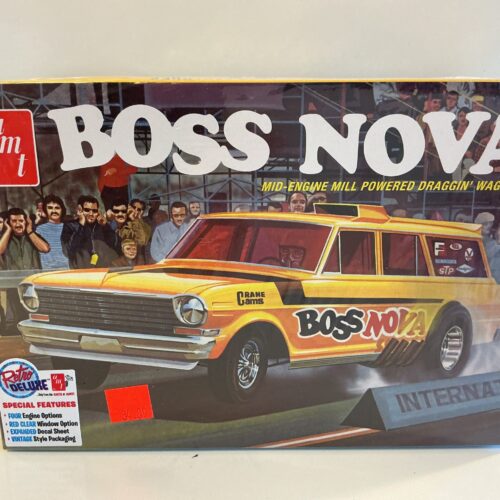 amt
BOSS NOVA
MID-ENGINE MILL POWERED DRAGGIN' WAG
CRANE
Cams
BOSS NOVA
STP
INTERNA
Retro
DELUXE
amt
SPECIAL FEATURES
• FOUR Engine Options
• RED CLEAR Window Option
• EXPANDED Decal Sheet
• VINTAGE Style Packaging